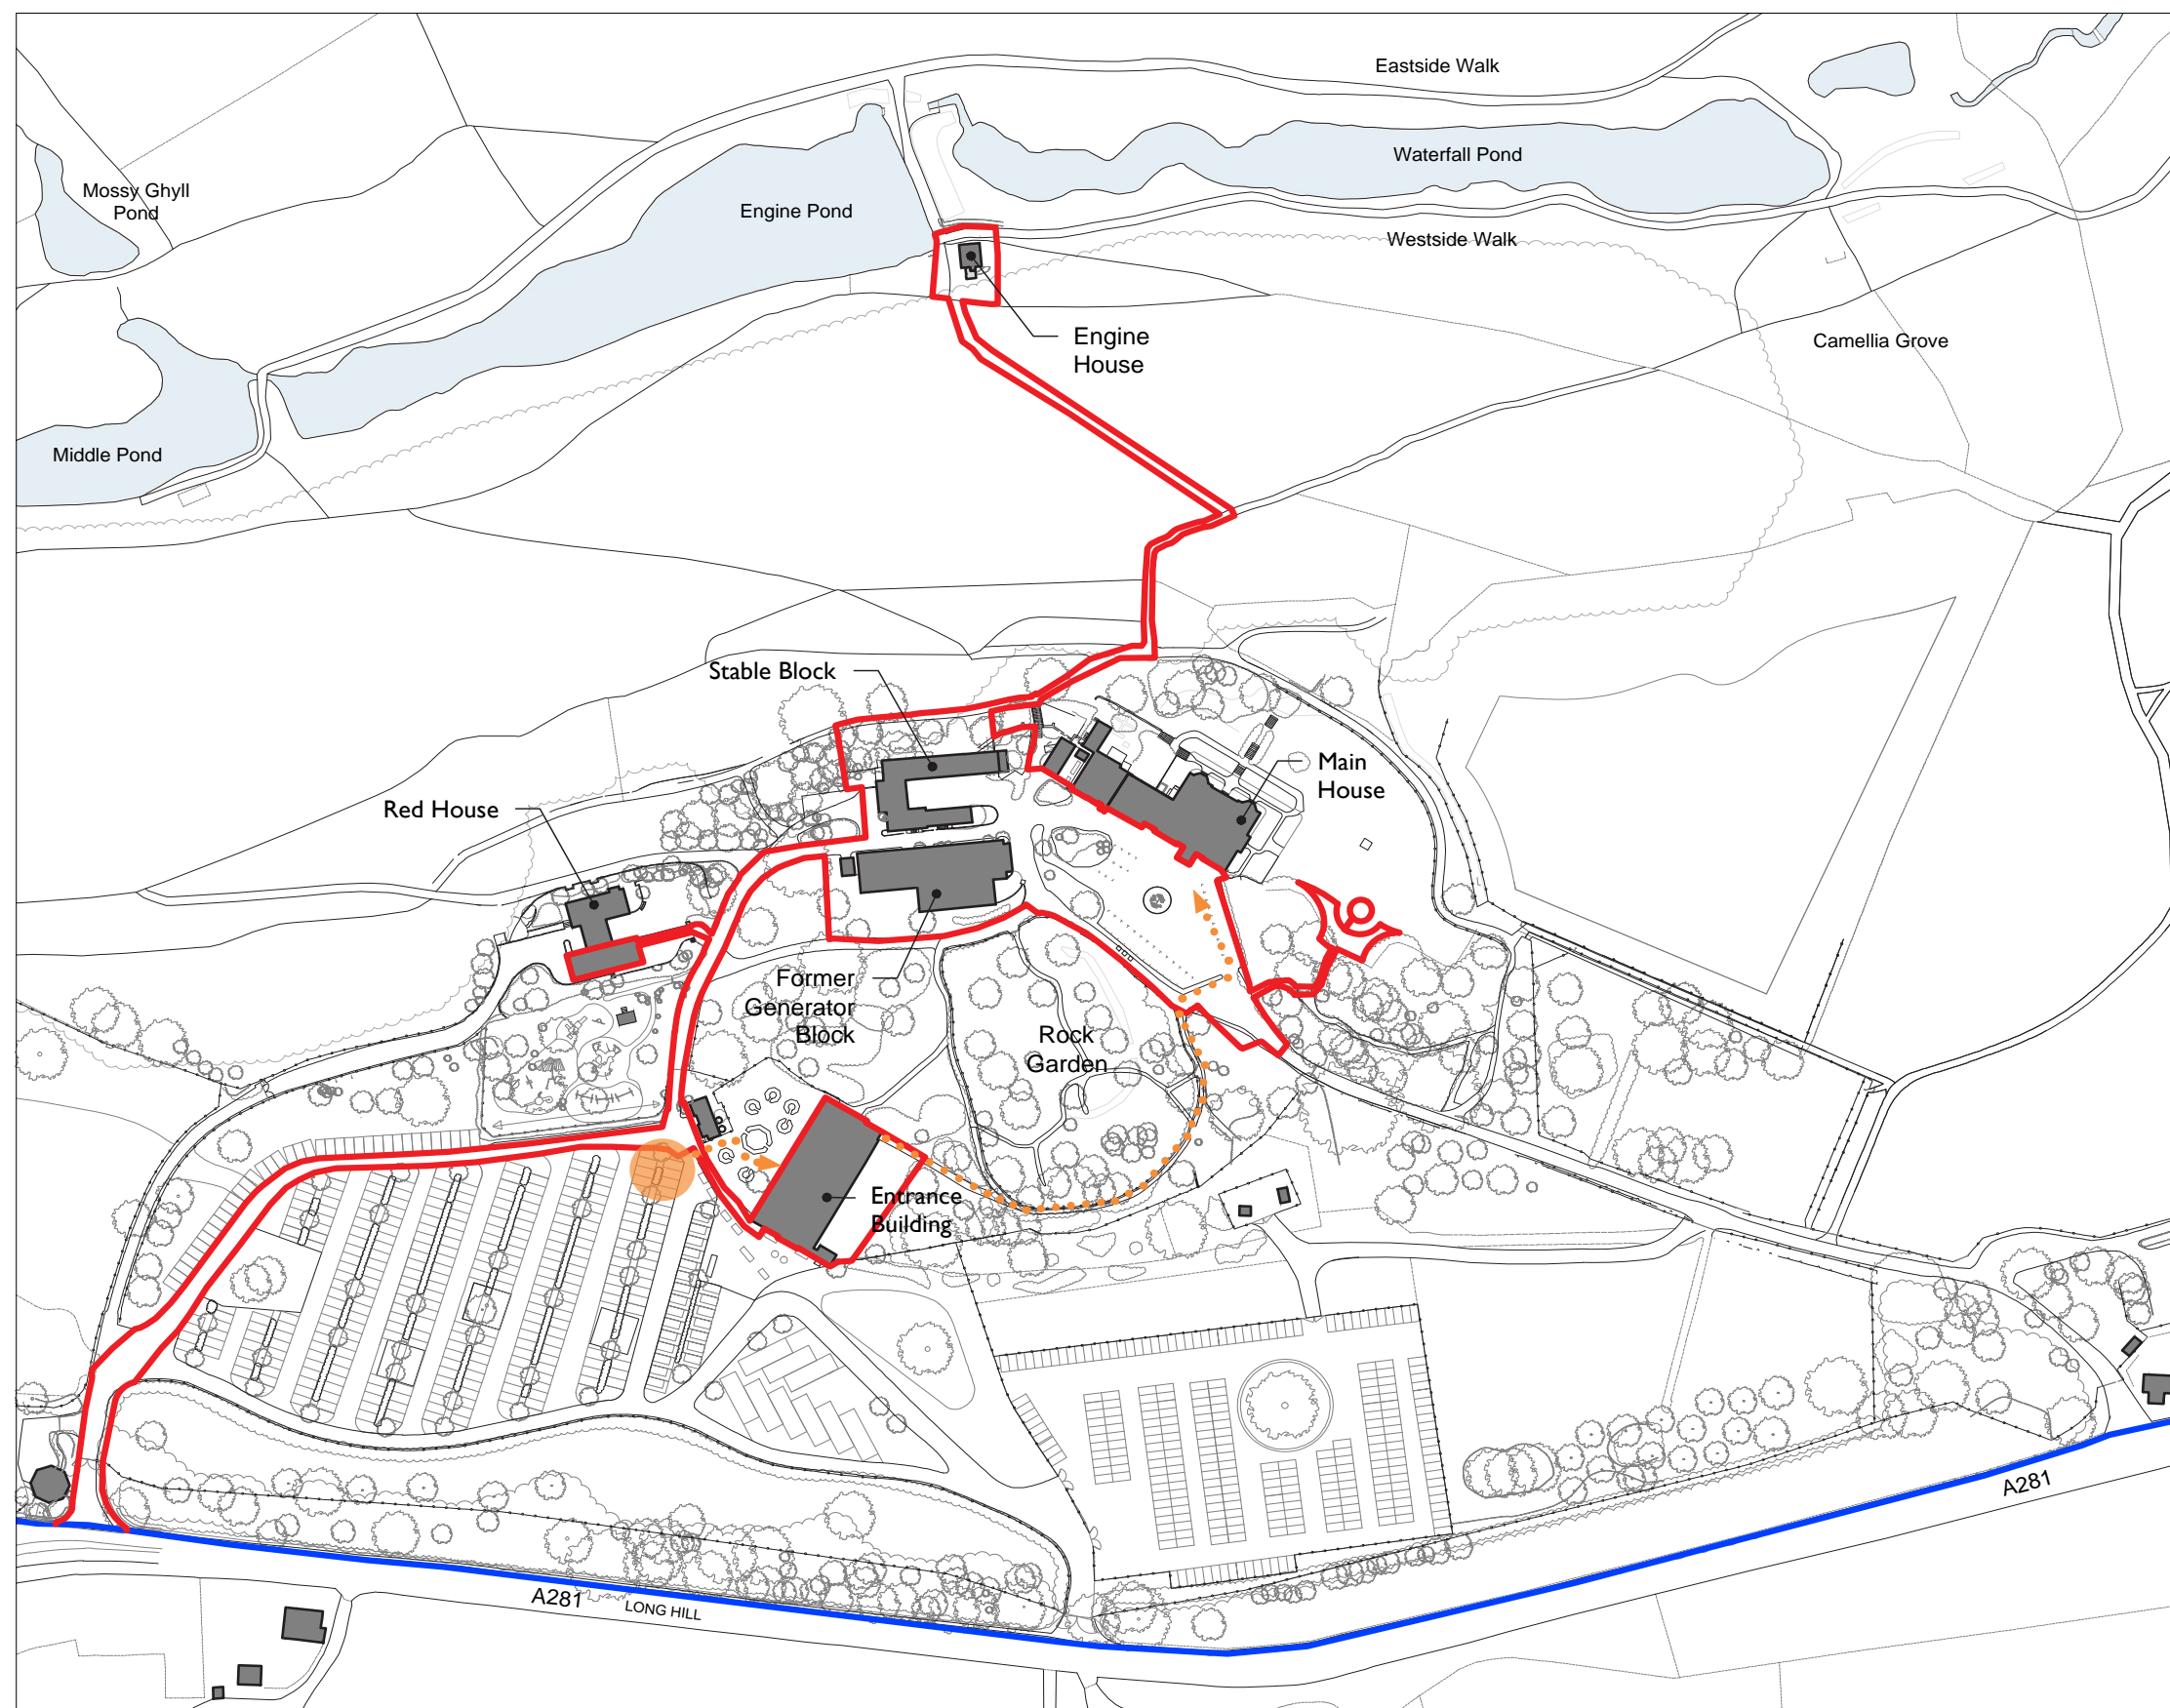 Eastside Walk
Waterfall Pond
Mossy Ghyll
Pond
Engine Pond
Westside Walk
Engine
House
Camellia Grove
Middle Pond
Stable Block
Main
House
Red House
Former
Generator
Block
Rock
Garden
Entrance
Building
A281
A281
LONG HILL